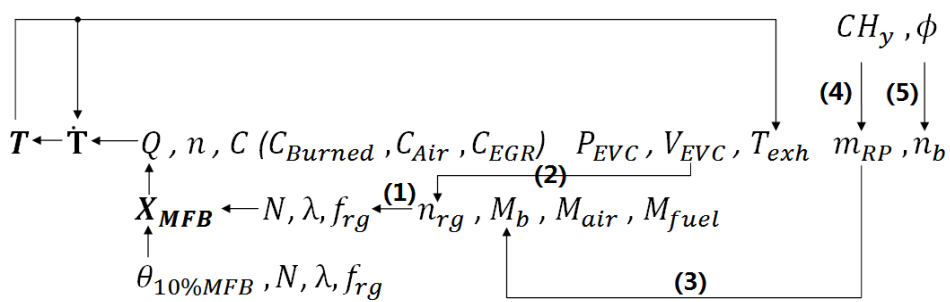 CH_y , ϕ
(4) (5)
T Ṫ Q , n , C (C_Burned , C_Air , C_EGR) P_EVC , V_EVC , T_exh m_RP , n_b
(1) (2)
X_MFB N, λ, f_rg n_rg , M_b , M_air , M_fuel
(3)
θ_10%MFB , N, λ, f_rg